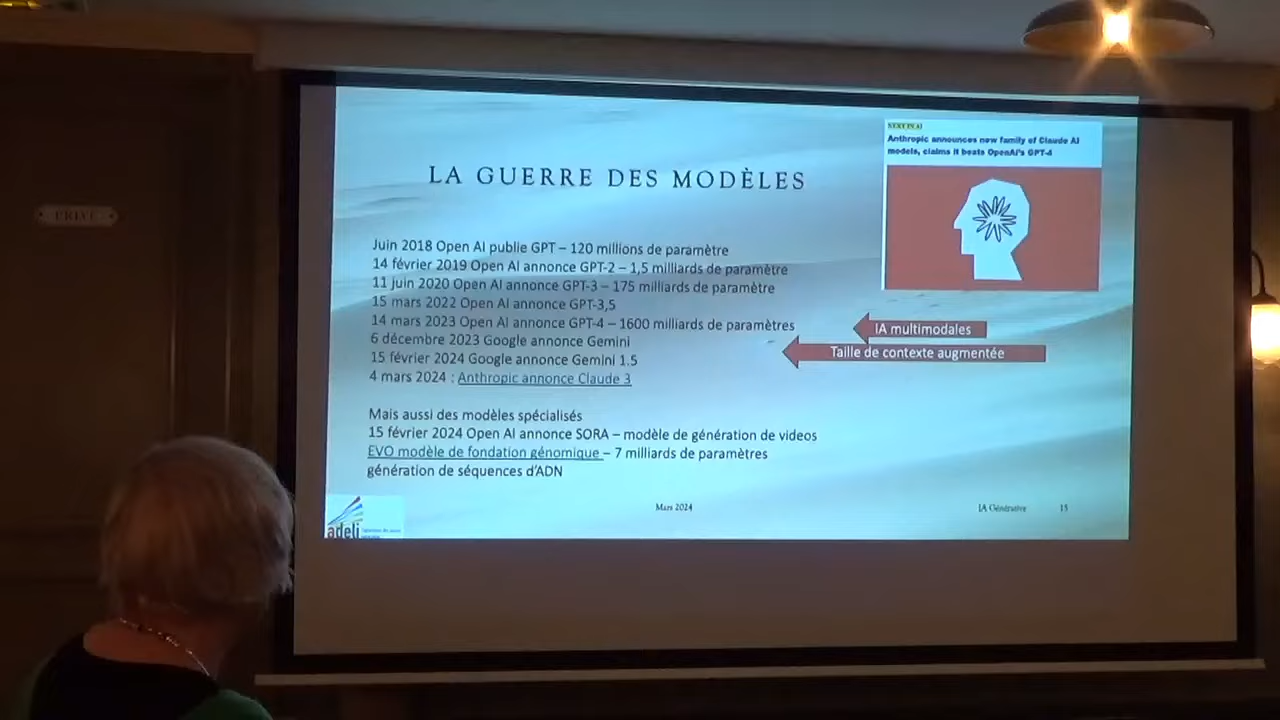 PRIVÉ
LA GUERRE DES MODÈLES
NEXT IN AI
Anthropic announces new family of Claude AI
models, claims it beats OpenAI's GPT-4
Juin 2018 Open AI publie GPT – 120 millions de paramètre
14 février 2019 Open AI annonce GPT-2 – 1,5 milliards de paramètre
11 juin 2020 Open AI annonce GPT-3 – 175 milliards de paramètre
15 mars 2022 Open AI annonce GPT-3,5
14 mars 2023 Open AI annonce GPT-4 – 1600 milliards de paramètres
IA multimodales
6 décembre 2023 Google annonce Gemini
Taille de contexte augmentée
15 février 2024 Google annonce Gemini 1.5
4 mars 2024 : Anthropic annonce Claude 3
Mais aussi des modèles spécialisés
15 février 2024 Open AI annonce SORA – modèle de génération de videos
EVO modèle de fondation génomique – 7 milliards de paramètres
génération de séquences d'ADN
adeli
Mars 2024
IA Générative
15